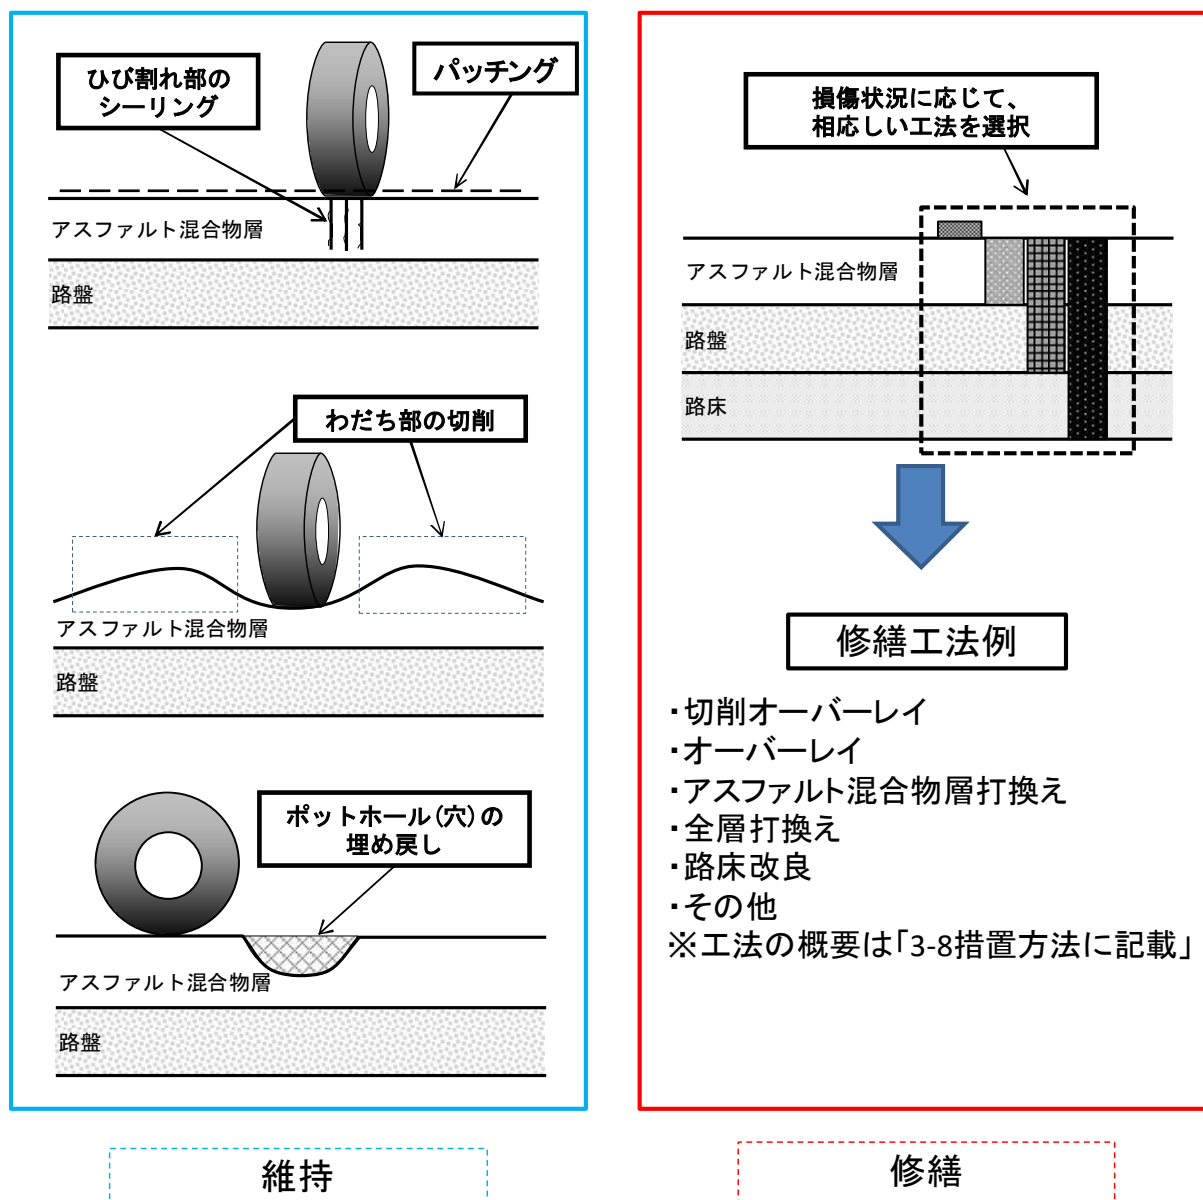 ひび割れ部の
シーリング
パッチング
アスファルト混合物層
路盤
わだち部の切削
アスファルト混合物層
路盤
ポットホール(穴)の
埋め戻し
アスファルト混合物層
路盤
維持
損傷状況に応じて、
相応しい工法を選択
アスファルト混合物層
路盤
路床
修繕工法例
・切削オーバーレイ
・オーバーレイ
・アスファルト混合物層打換え
・全層打換え
・路床改良
・その他
※工法の概要は「3-8措置方法に記載」
修繕